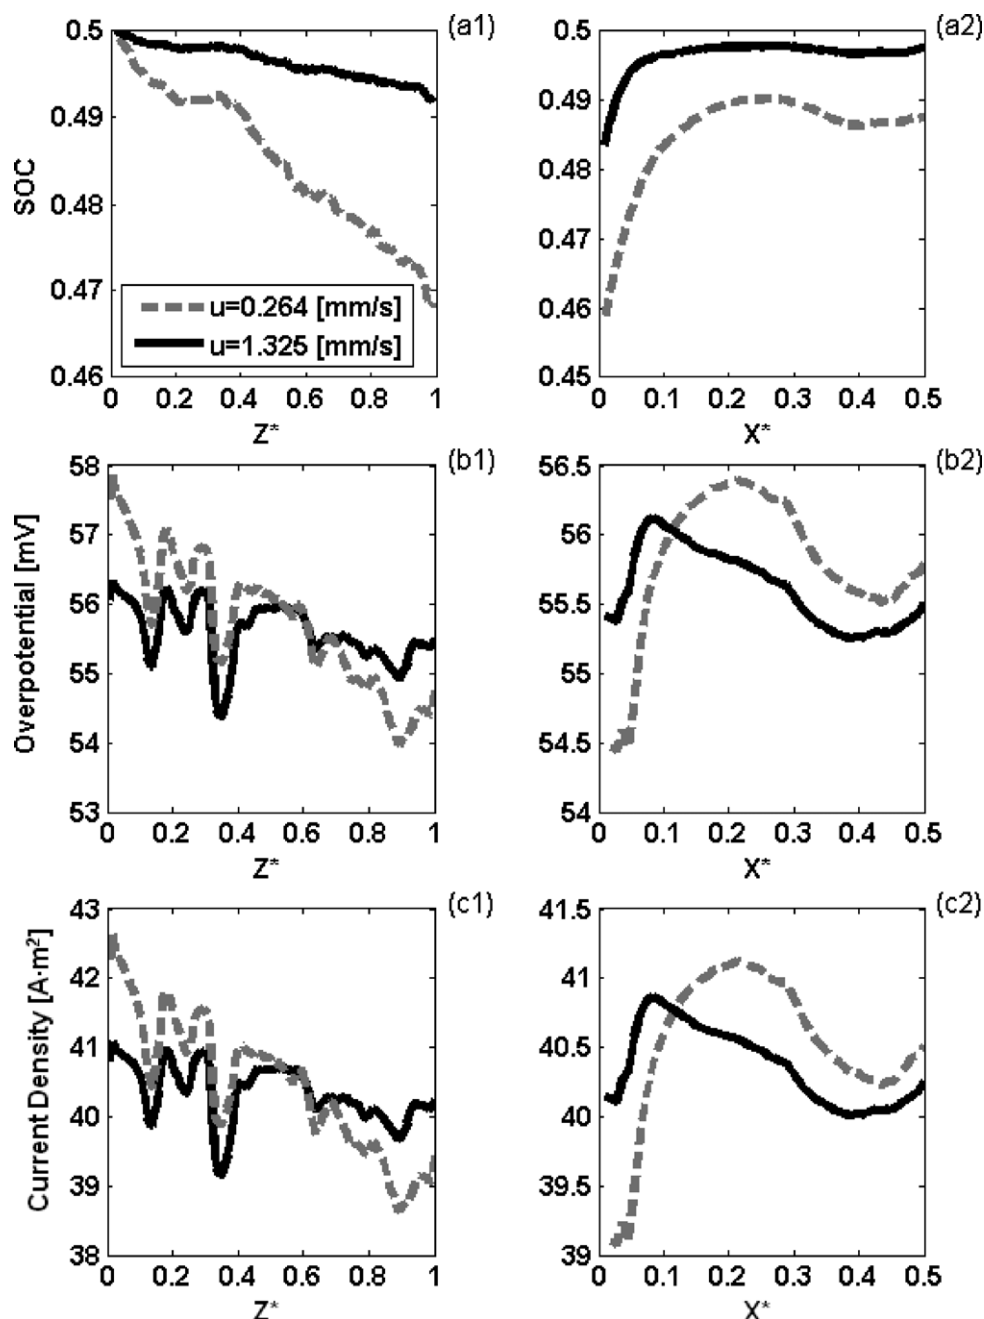 (a1)
0.5
0.49
0.48
0.47
0.46
SOC
u=0.264 [mm/s]
u=1.325 [mm/s]
0 0.2 0.4 0.6 0.8 1
Z*
(a2)
0.5
0.49
0.48
0.47
0.46
0.45
0 0.1 0.2 0.3 0.4 0.5
X*
(b1)
58
57
56
55
54
53
Overpotential [mV]
0 0.2 0.4 0.6 0.8 1
Z*
(b2)
56.5
56
55.5
55
54.5
54
0 0.1 0.2 0.3 0.4 0.5
X*
(c1)
43
42
41
40
39
38
Current Density [A·m²]
0 0.2 0.4 0.6 0.8 1
Z*
(c2)
41.5
41
40.5
40
39.5
39
0 0.1 0.2 0.3 0.4 0.5
X*